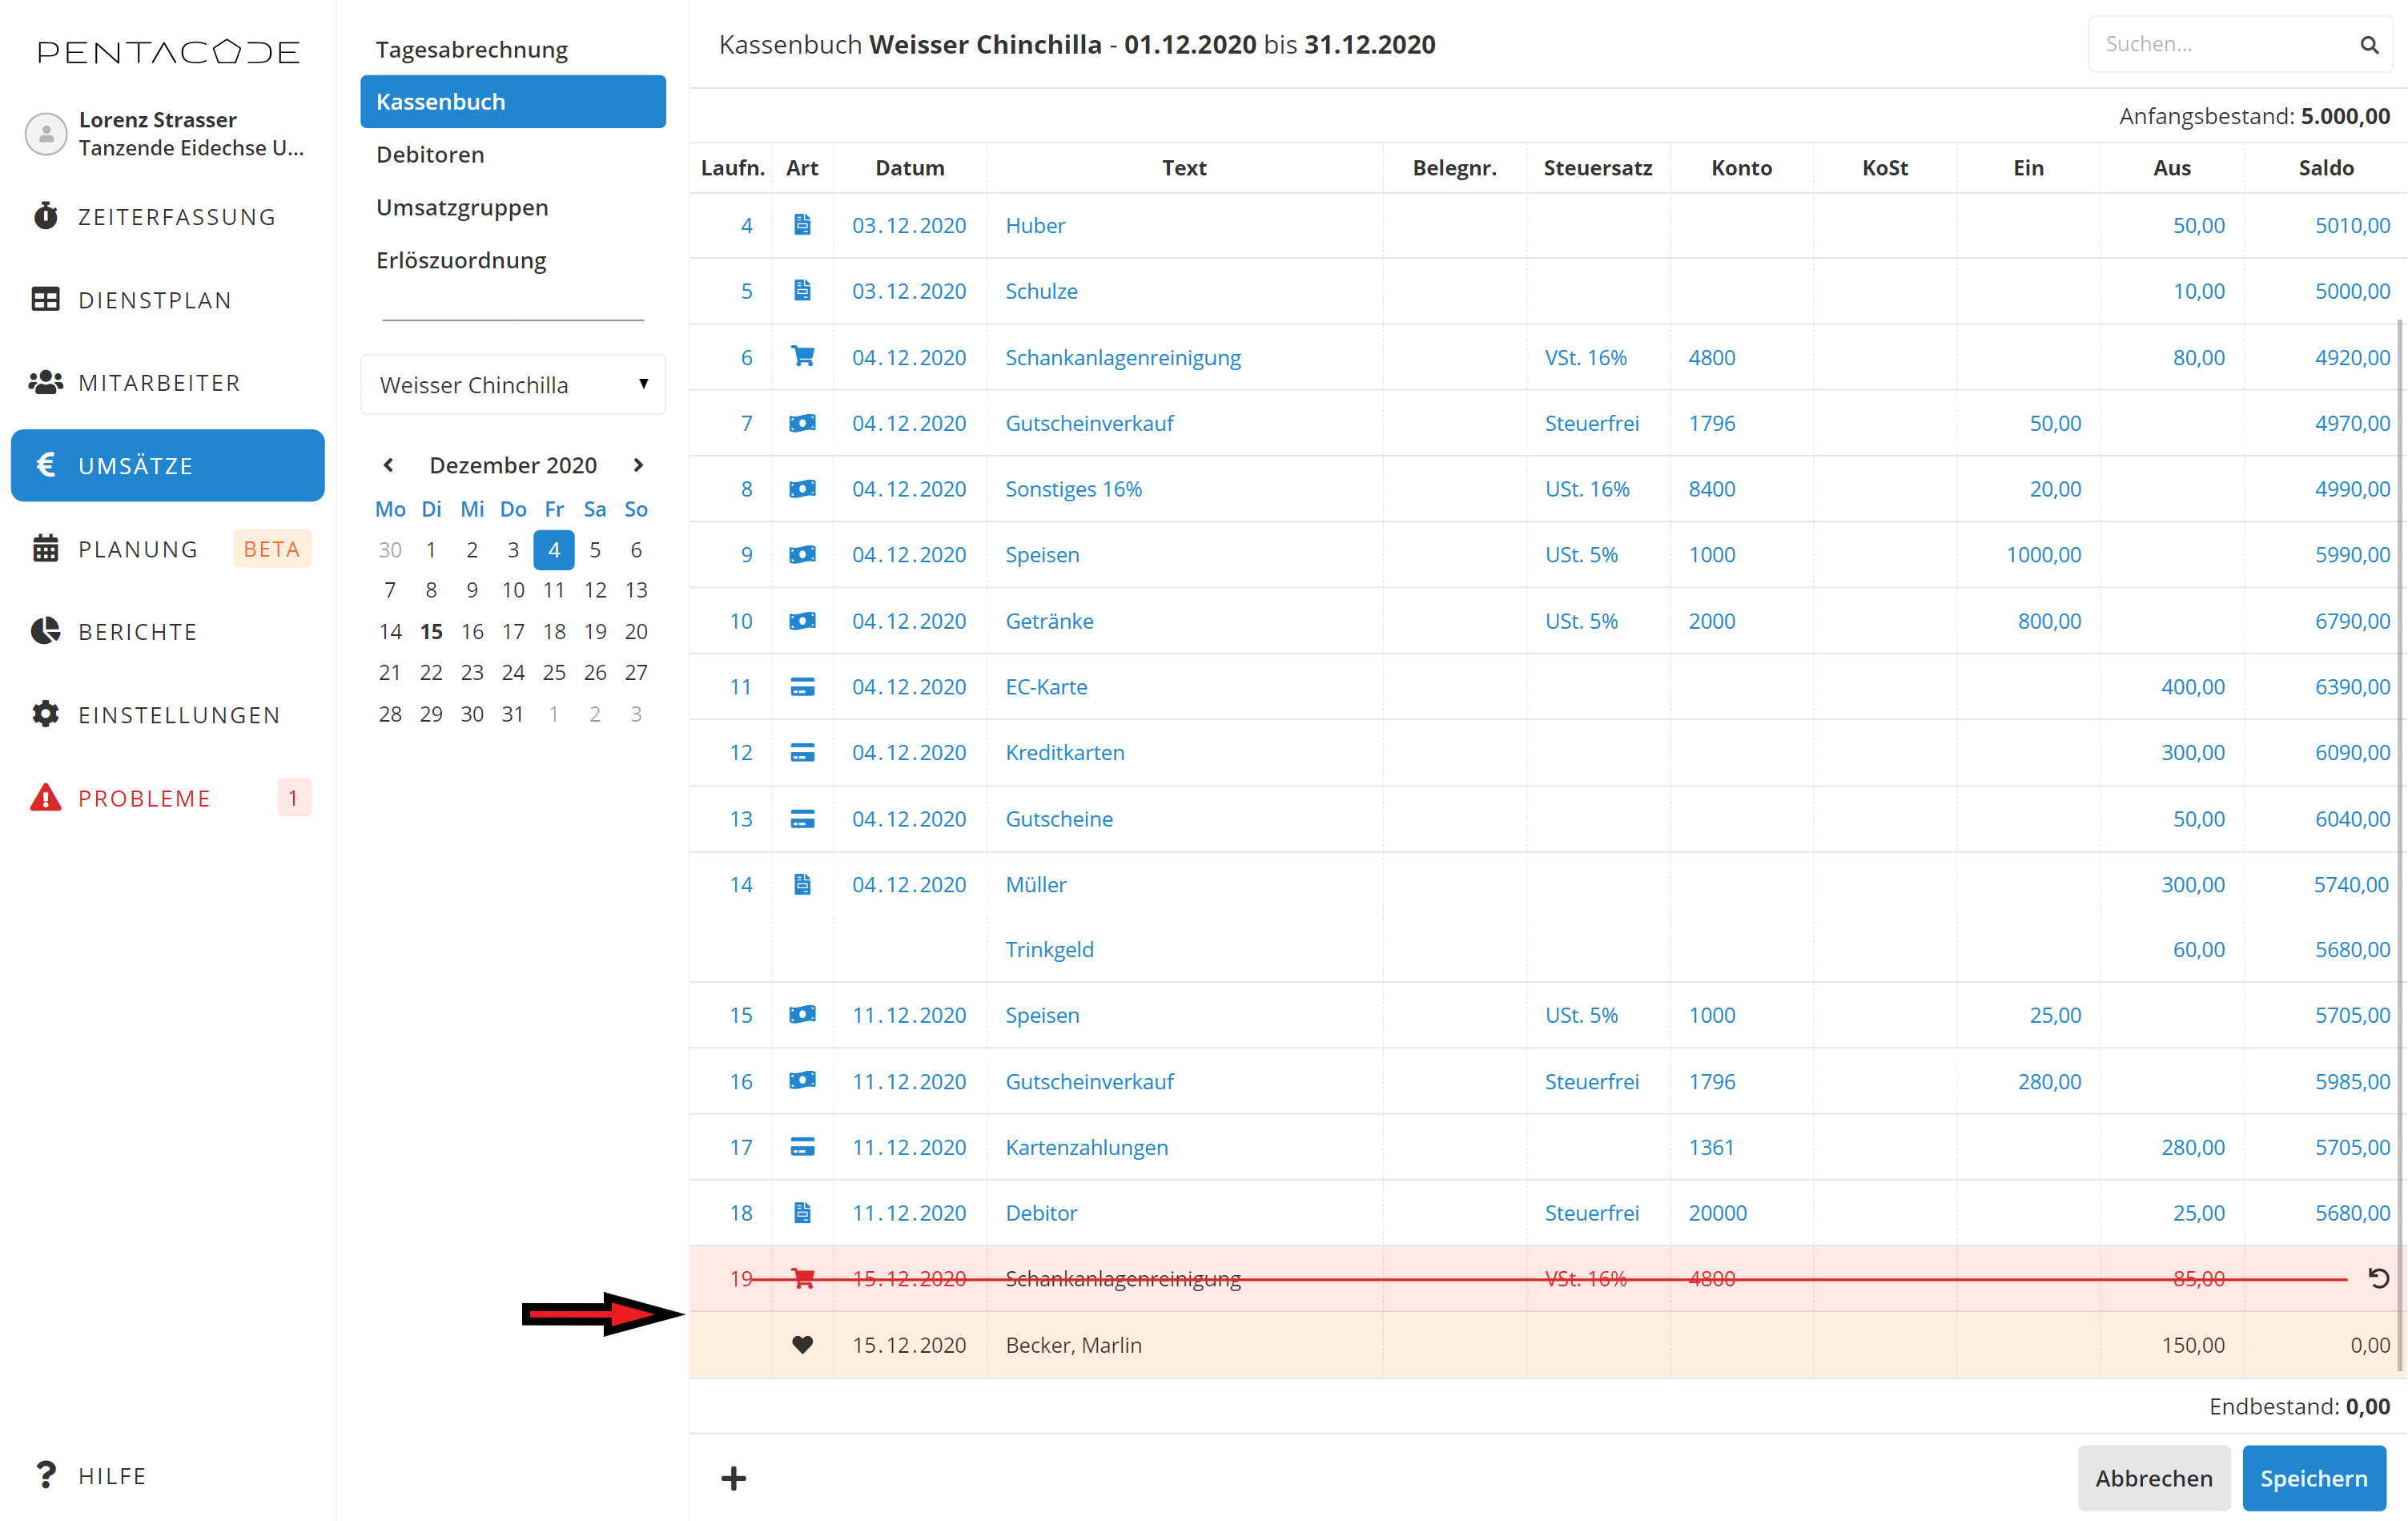 PENTACODE
Lorenz Strasser
Tanzende Eidechse U...
ZEITERFASSUNG
DIENSTPLAN
MITARBEITER
€ UMSÄTZE
PLANUNG BETA
BERICHTE
EINSTELLUNGEN
PROBLEME 1
? HILFE
Tagesabrechnung
Kassenbuch
Debitoren
Umsatzgruppen
Erlöszuordnung
Weisser Chinchilla
Dezember 2020
Mo Di Mi Do Fr Sa So
30 1 2 3 4 5 6
7 8 9 10 11 12 13
14 15 16 17 18 19 20
21 22 23 24 25 26 27
28 29 30 31 1 2 3
Kassenbuch Weisser Chinchilla - 01.12.2020 bis 31.12.2020
Suchen...
Anfangsbestand: 5.000,00
Laufn. Art Datum Text Belegnr. Steuersatz Konto KoSt Ein Aus Saldo
4 03.12.2020 Huber 50,00 5010,00
5 03.12.2020 Schulze 10,00 5000,00
6 04.12.2020 Schankanlagenreinigung VSt. 16% 4800 80,00 4920,00
7 04.12.2020 Gutscheinverkauf Steuerfrei 1796 50,00 4970,00
8 04.12.2020 Sonstiges 16% USt. 16% 8400 20,00 4990,00
9 04.12.2020 Speisen USt. 5% 1000 1000,00 5990,00
10 04.12.2020 Getränke USt. 5% 2000 800,00 6790,00
11 04.12.2020 EC-Karte 400,00 6390,00
12 04.12.2020 Kreditkarten 300,00 6090,00
13 04.12.2020 Gutscheine 50,00 6040,00
14 04.12.2020 Müller 300,00 5740,00
Trinkgeld 60,00 5680,00
15 11.12.2020 Speisen USt. 5% 1000 25,00 5705,00
16 11.12.2020 Gutscheinverkauf Steuerfrei 1796 280,00 5985,00
17 11.12.2020 Kartenzahlungen 1361 280,00 5705,00
18 11.12.2020 Debitor Steuerfrei 20000 25,00 5680,00
19 15.12.2020 Schankanlagenreinigung VSt. 16% 4800 85,00
15.12.2020 Becker, Marlin 150,00 0,00
Endbestand: 0,00
Abbrechen Speichern